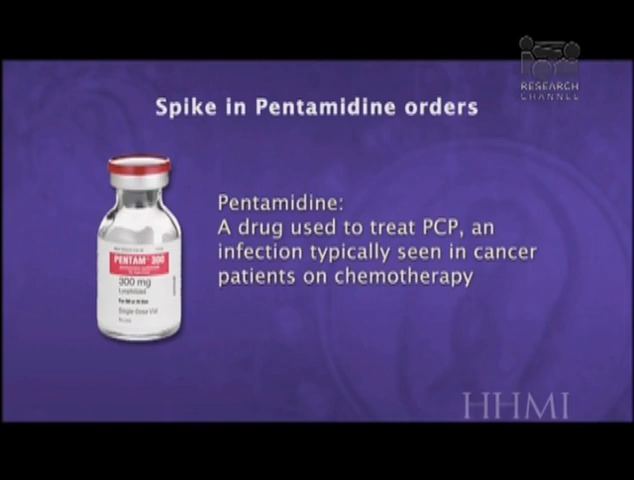 RESEARCH
CHANNEL
Spike in Pentamidine orders
Pentamidine:
A drug used to treat PCP, an
infection typically seen in cancer
patients on chemotherapy
PENTAM 300
300 mg
Single-Dose Vial
HHMI